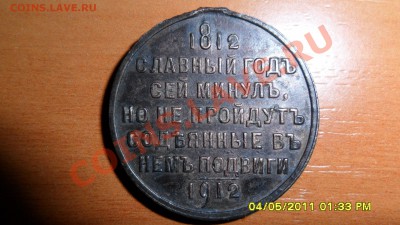 COINS.LAVE.RU
1812
СЛАВНЫЙ ГОДЪ
СЕЙ МИНУЛЪ,
НО НЕ ПРОЙДУТЪ
СОДѢЯННЫЕ ВЪ
НЕМЪ ПОДВИГИ
1912
04/05/2011 01:33 PM